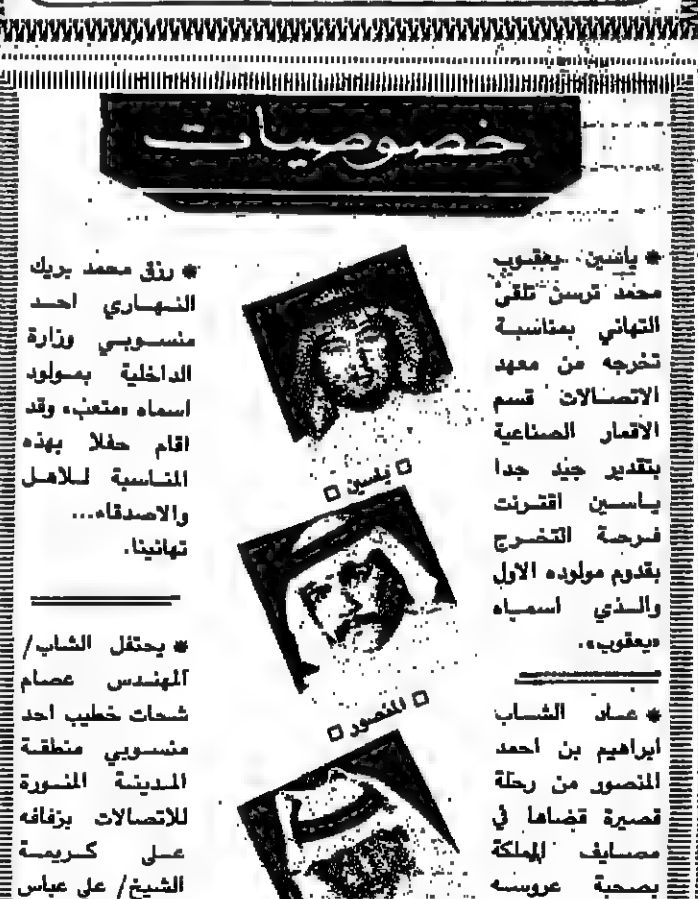 خصوصيات
* ياسين يعقوب
محمد ترسن تلقى
التهاني بمناسبة
تخرجه من معهد
الاتصالات قسم
الاقمار الصناعية
بتقدير جيد جدا
ياسين اقترنت
فرحة التخرج
بقدوم مولوده الاول
والذي اسماه
«يعقوب».
* عاد الشاب
ابراهيم بن احمد
المنصور من رحلة
قصيرة قضاها في
مصايف المملكة
بصحبة عروسه
□ ياسين □
□ المنصور □
* رزق محمد بريك
النهاري احد
منسوبي وزارة
الداخلية بمولود
اسماه «متعب» وقد
اقام حفلا بهذه
المناسبة للاهل
والاصدقاء...
تهانينا.
* يحتفل الشاب/
المهندس عصام
شحات خطيب احد
منسوبي منطقة
المدينة المنورة
للاتصالات بزفافه
على كريمة
الشيخ/ علي عباس